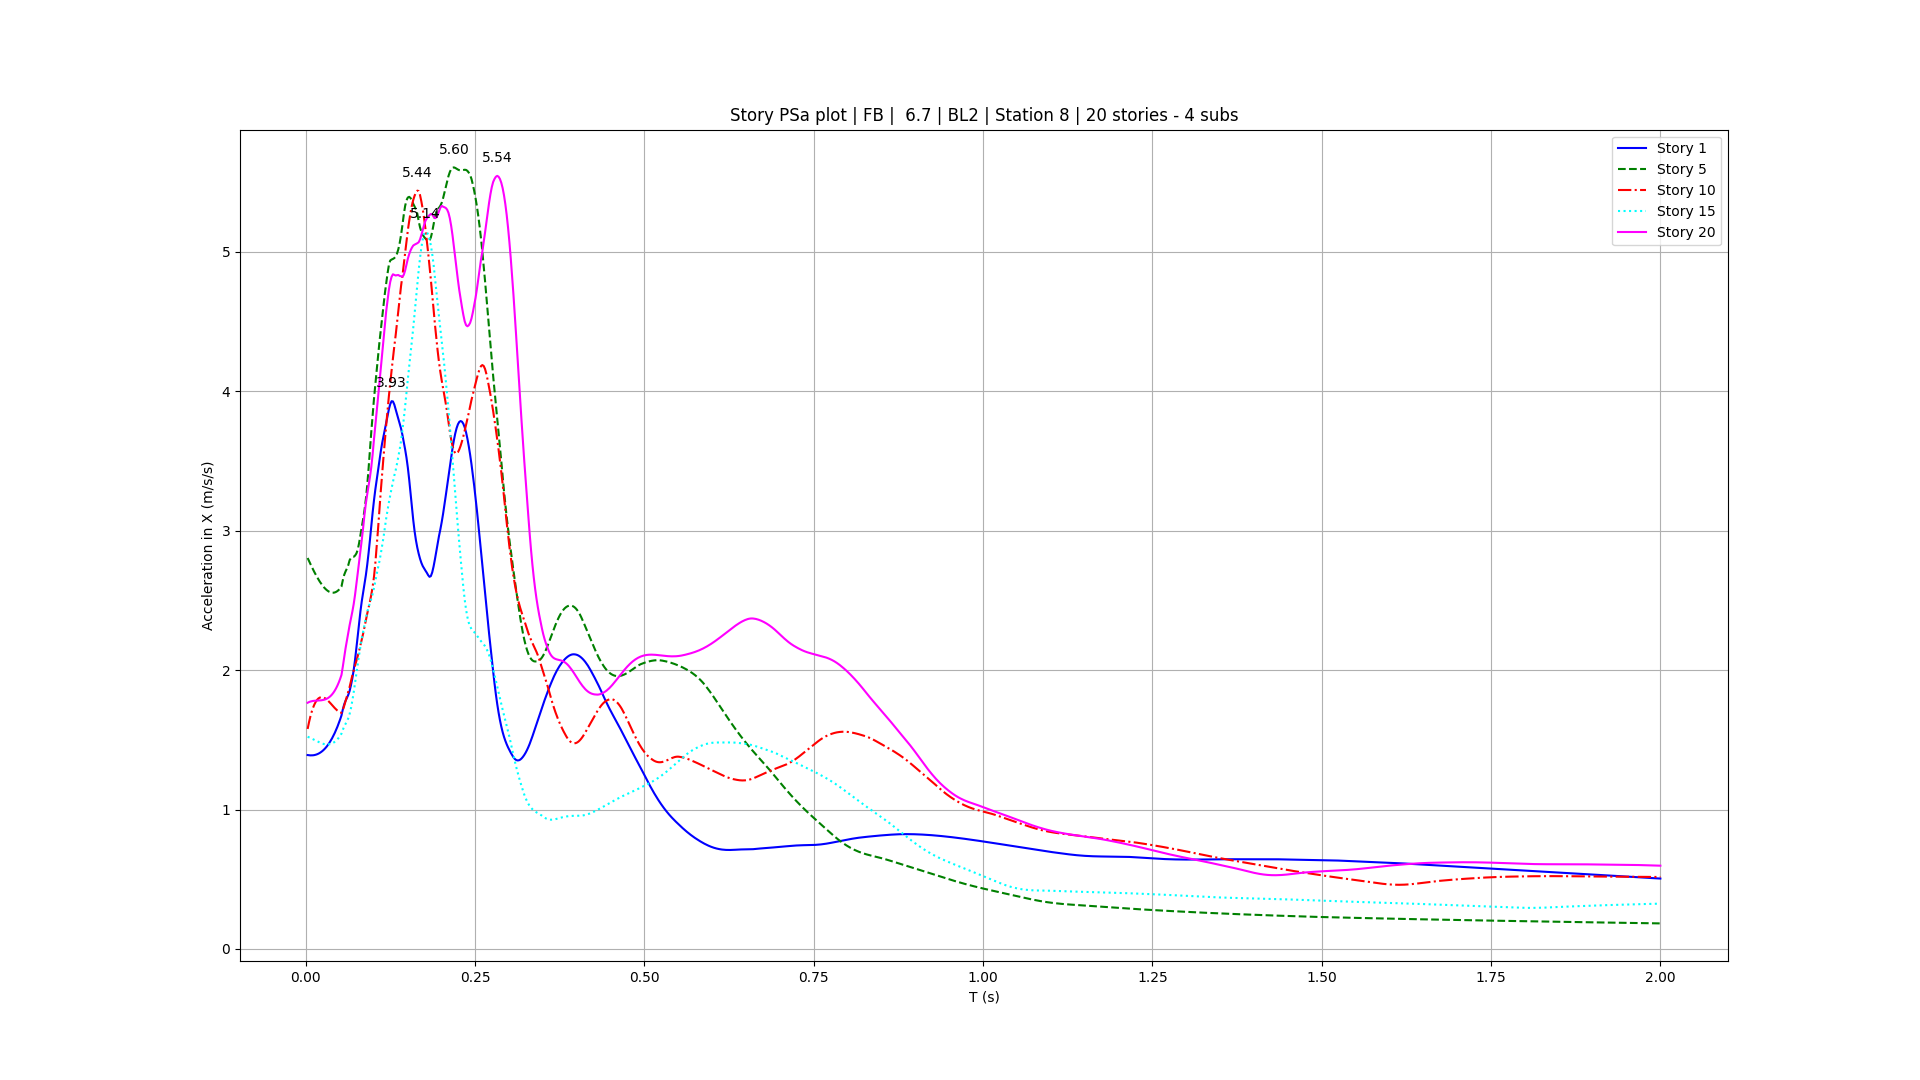 Story PSa plot | FB |  6.7 | BL2 | Station 8 | 20 stories - 4 subs
5.60
5.54
5.44
5.14
3.93
Story 1
Story 5
Story 10
Story 15
Story 20
Acceleration in X (m/s/s)
5
4
3
2
1
0
0.00 0.25 0.50 0.75 1.00 1.25 1.50 1.75 2.00
T (s)